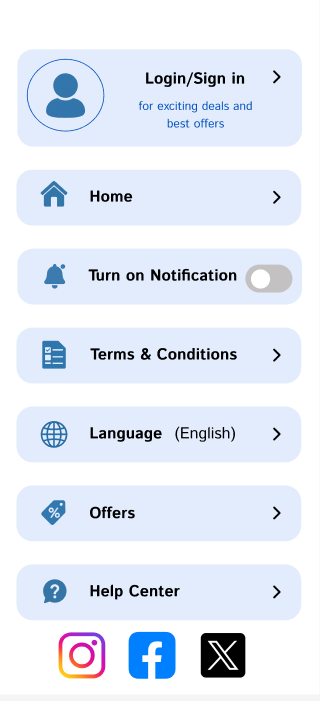 Login/Sign in
for exciting deals and
best offers
Home
Turn on Notification
Terms & Conditions
Language (English)
Offers
Help Center